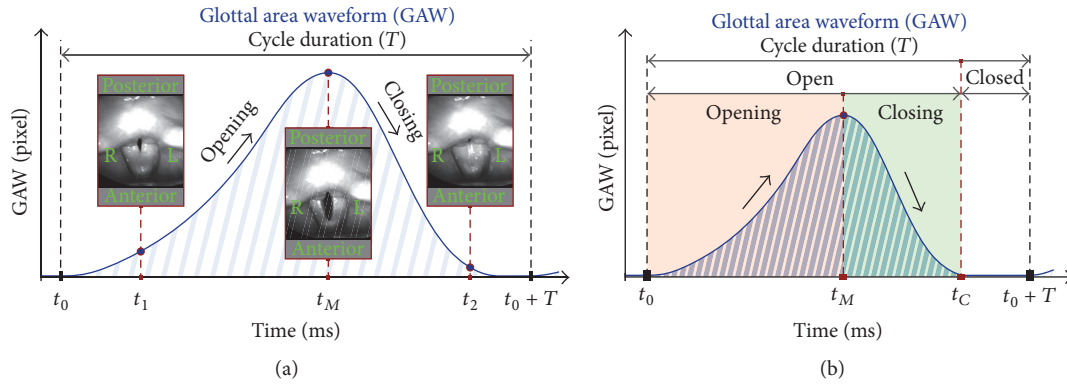 Glottal area waveform (GAW)
Cycle duration (T)
GAW (pixel)
Opening
Closing
Posterior
R L
Anterior
Posterior
R L
Anterior
Posterior
R L
Anterior
t0 t1 tM t2 t0 + T
Time (ms)
(a)
Glottal area waveform (GAW)
Cycle duration (T)
Open Closed
Opening Closing
GAW (pixel)
t0 tM tC t0 + T
Time (ms)
(b)